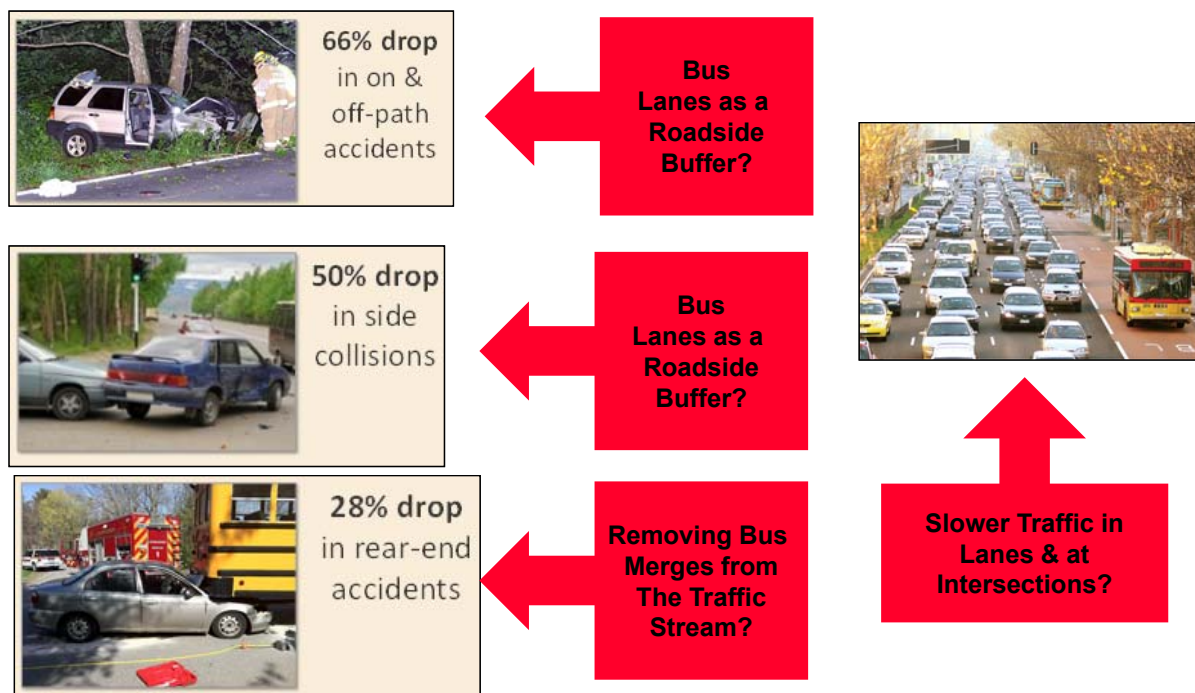 66% drop
in on &
off-path
accidents
Bus
Lanes as a
Roadside
Buffer?
50% drop
in side
collisions
Bus
Lanes as a
Roadside
Buffer?
28% drop
in rear-end
accidents
Removing Bus
Merges from
The Traffic
Stream?
Slower Traffic in
Lanes & at
Intersections?